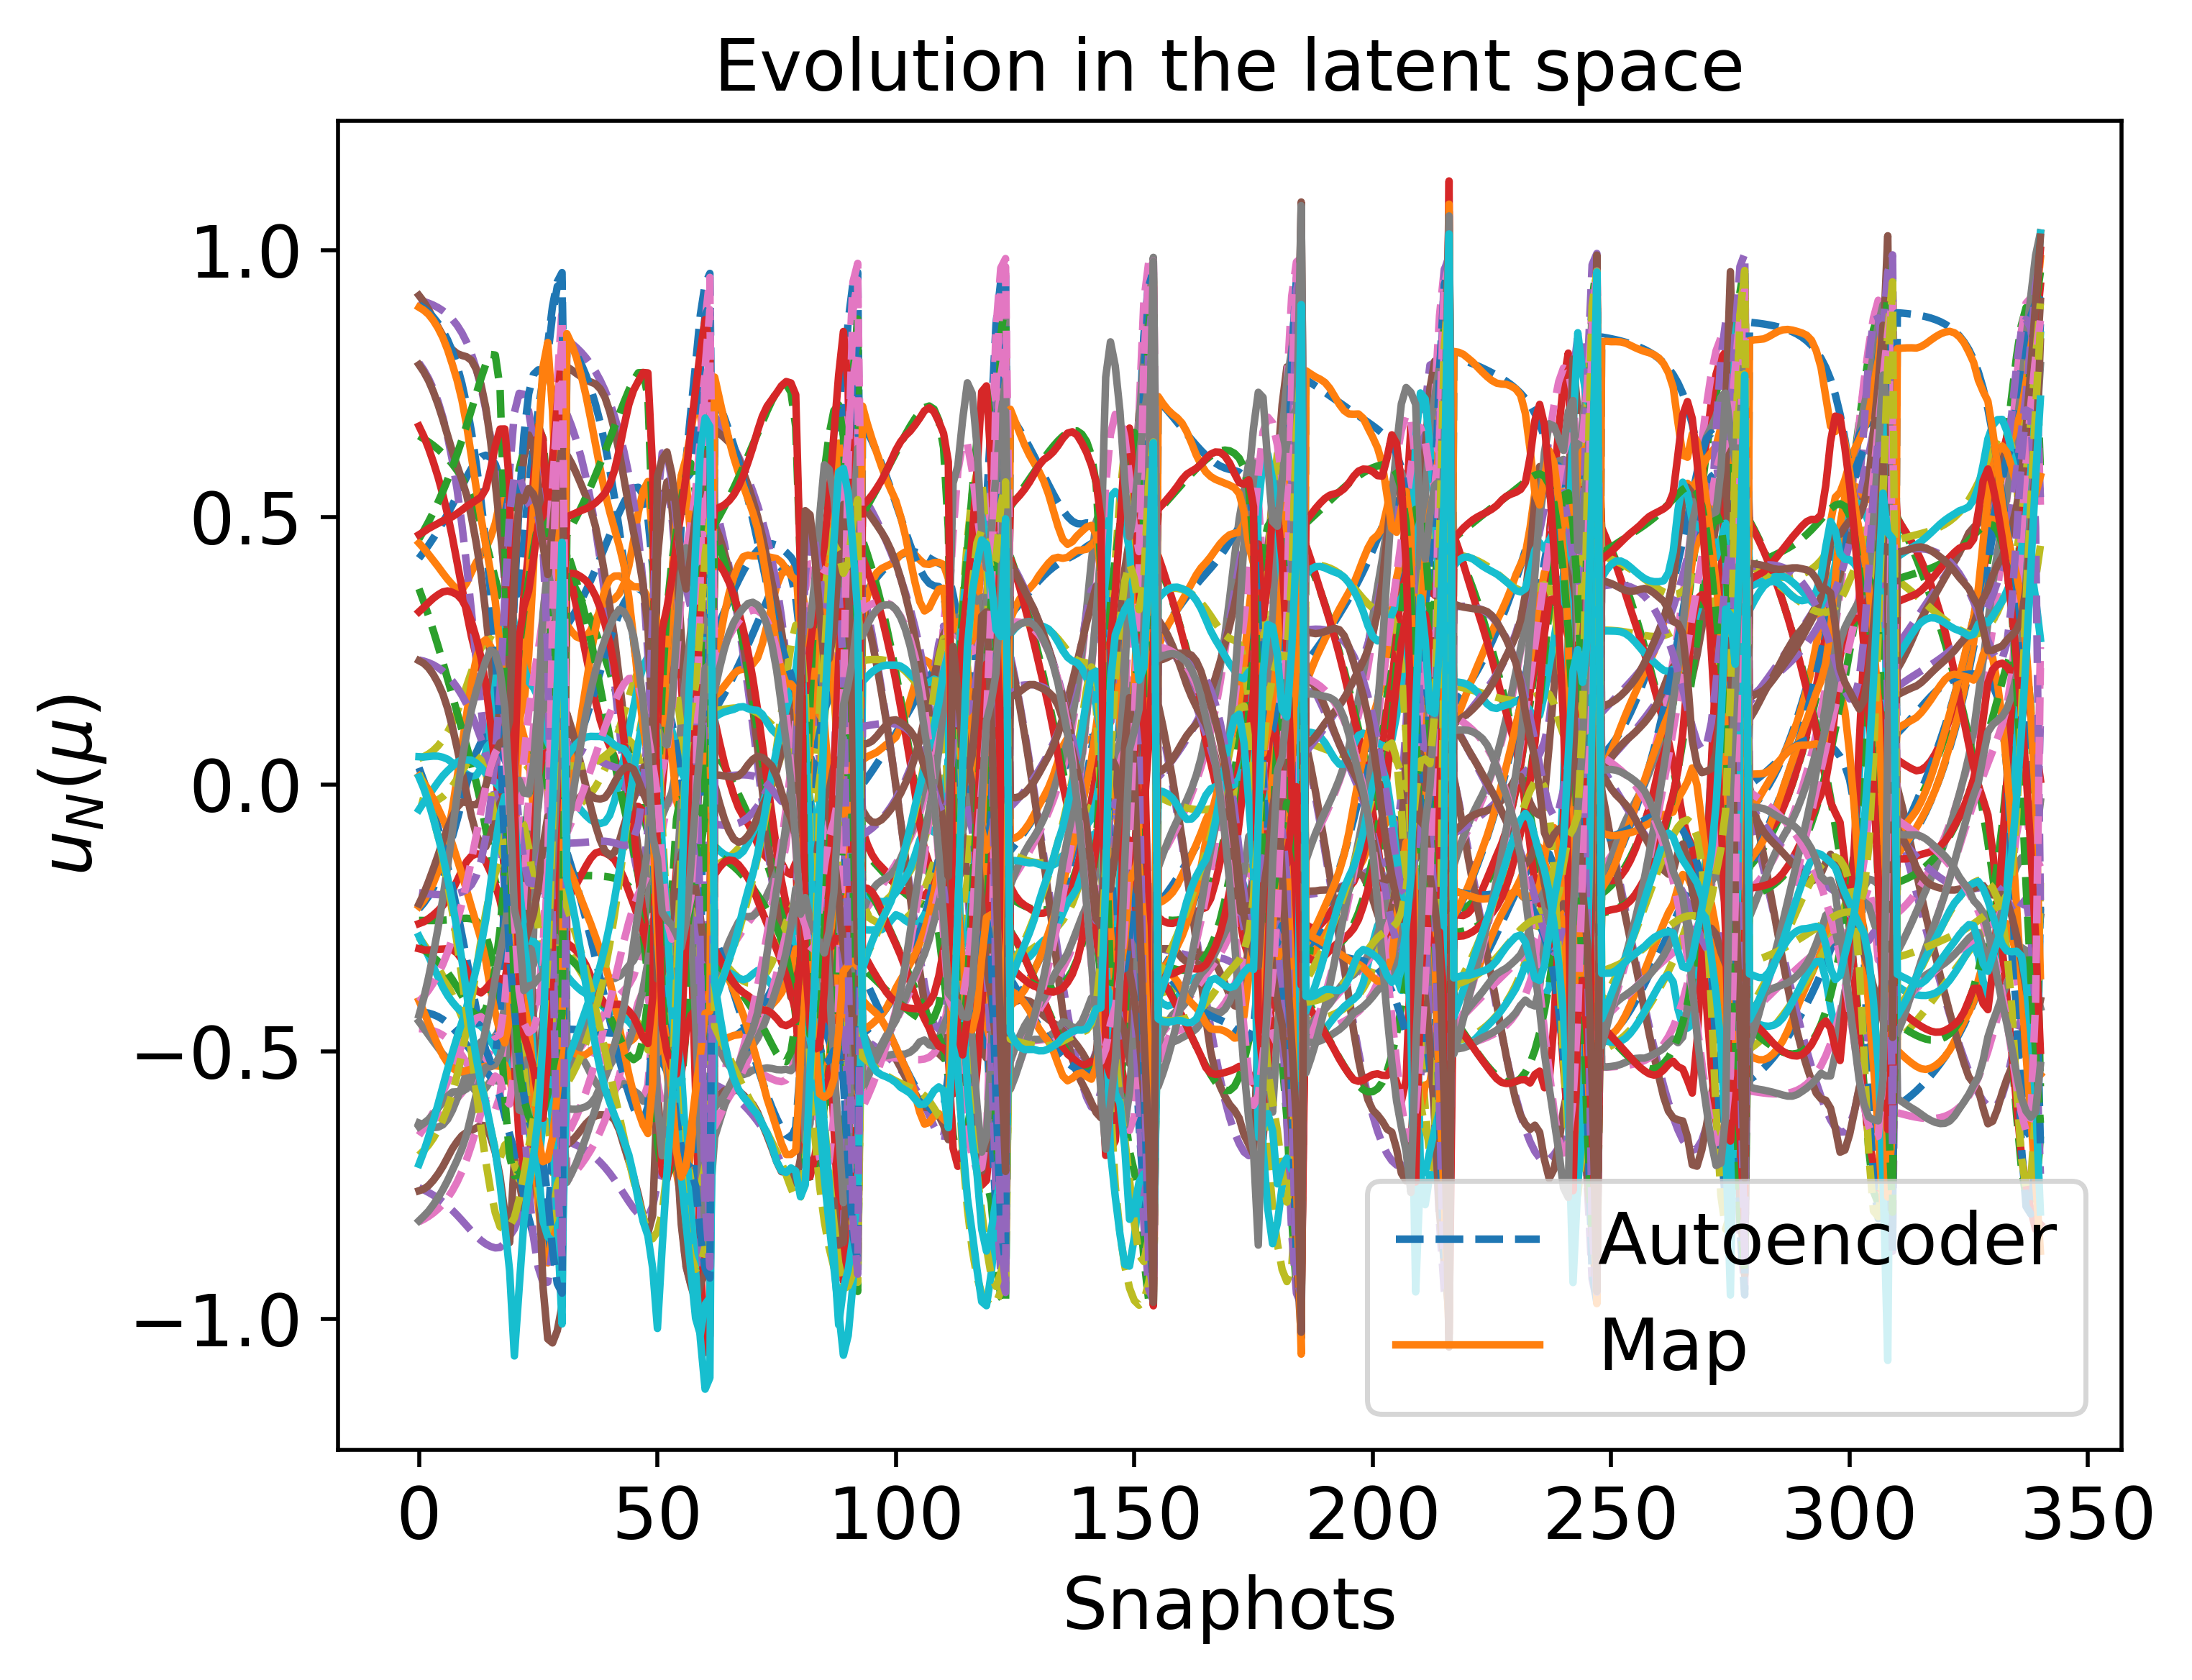 Evolution in the latent space
1.0
0.5
0.0
−0.5
−1.0
u_N(μ)
Autoencoder
Map
0 50 100 150 200 250 300 350
Snaphots